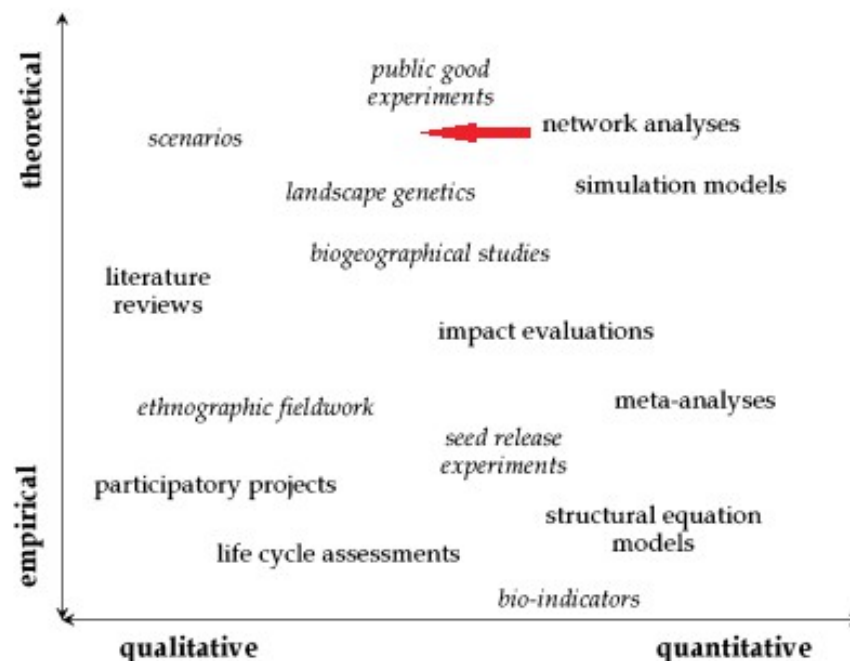 theoretical
public good
experiments
network analyses
scenarios
simulation models
landscape genetics
biogeographical studies
literature
reviews
impact evaluations
meta-analyses
ethnographic fieldwork
seed release
experiments
empirical
participatory projects
structural equation
models
life cycle assessments
bio-indicators
qualitative
quantitative